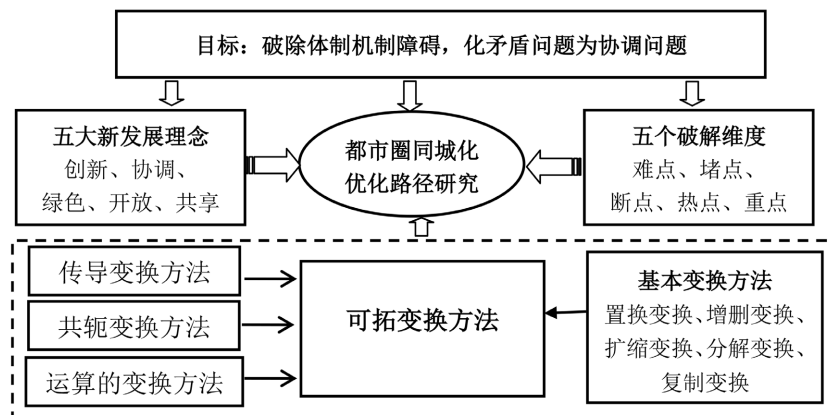 目标：破除体制机制障碍，化矛盾问题为协调问题
五大新发展理念
创新、协调、
绿色、开放、共享
都市圈同城化
优化路径研究
五个破解维度
难点、堵点、
断点、热点、重点
传导变换方法
共轭变换方法
运算的变换方法
可拓变换方法
基本变换方法
置换变换、增删变换、
扩缩变换、分解变换、
复制变换